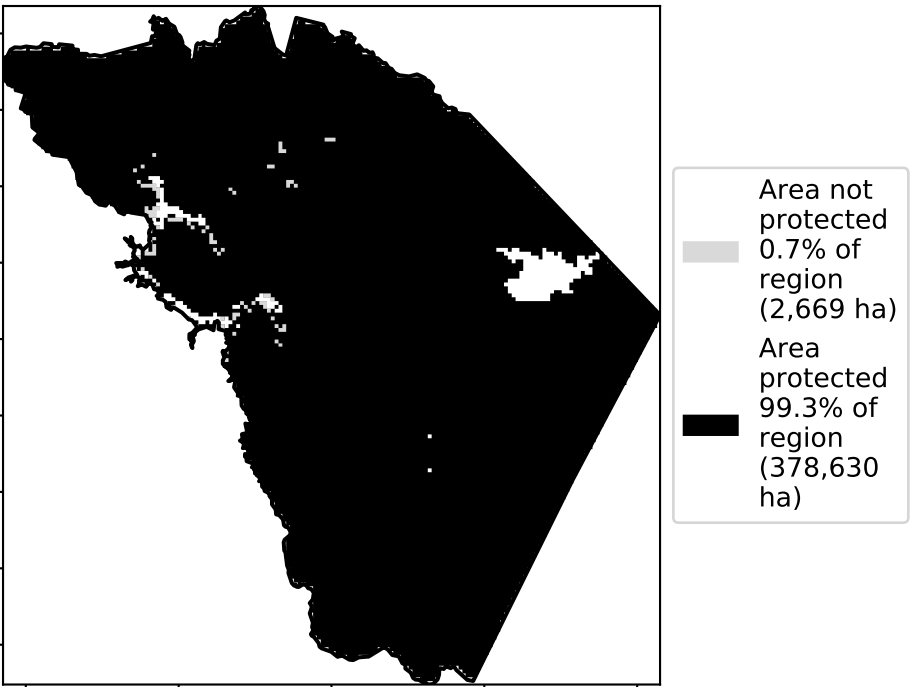 Area not
protected
0.7% of
region
(2,669 ha)
Area
protected
99.3% of
region
(378,630
ha)